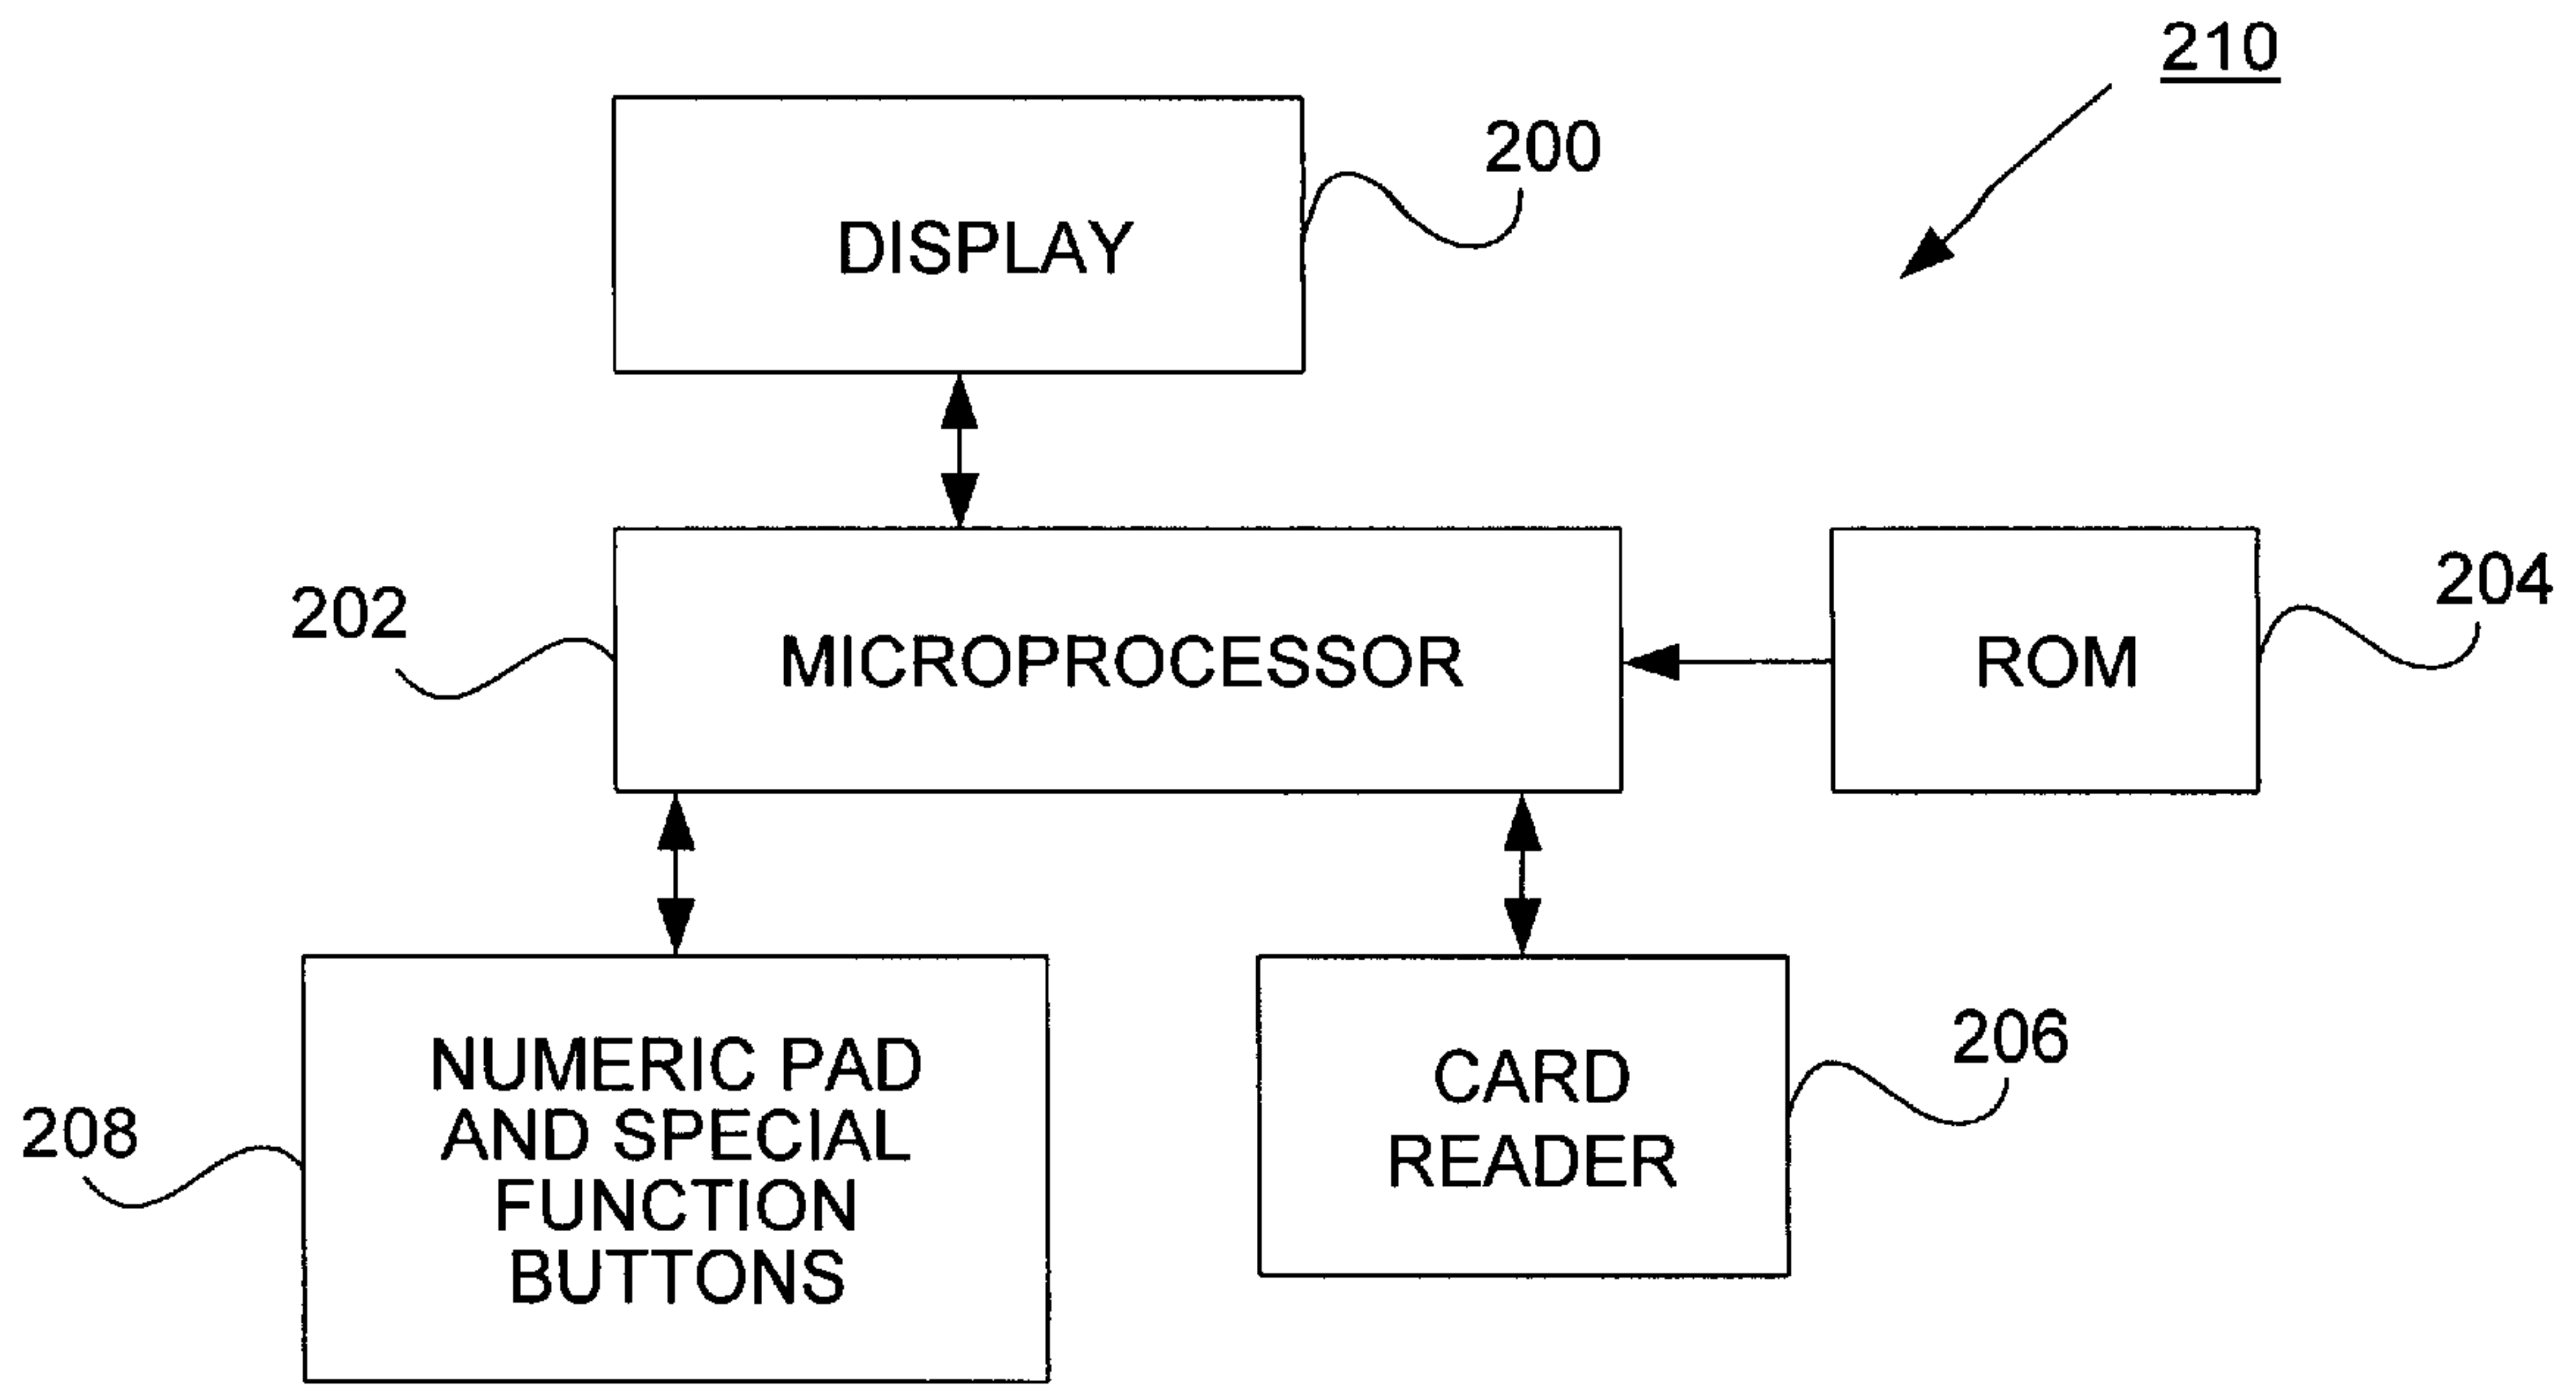 210
200
DISPLAY
202
MICROPROCESSOR
ROM
204
208
NUMERIC PAD
AND SPECIAL
FUNCTION
BUTTONS
CARD
READER
206